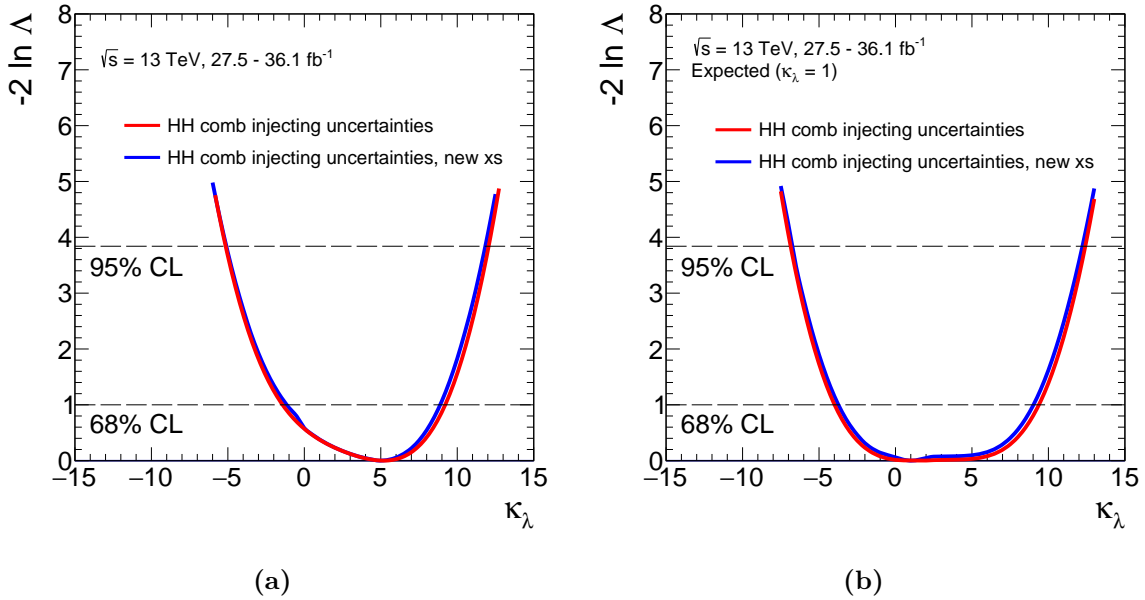 -2 ln Λ
8
7
6
5
4
3
2
1
0
√s = 13 TeV, 27.5 - 36.1 fb-1
HH comb injecting uncertainties
HH comb injecting uncertainties, new xs
95% CL
68% CL
−15 −10 −5 0 5 10 15
κλ
(a)
-2 ln Λ
8
7
6
5
4
3
2
1
0
√s = 13 TeV, 27.5 - 36.1 fb-1
Expected (κλ = 1)
HH comb injecting uncertainties
HH comb injecting uncertainties, new xs
95% CL
68% CL
−15 −10 −5 0 5 10 15
κλ
(b)